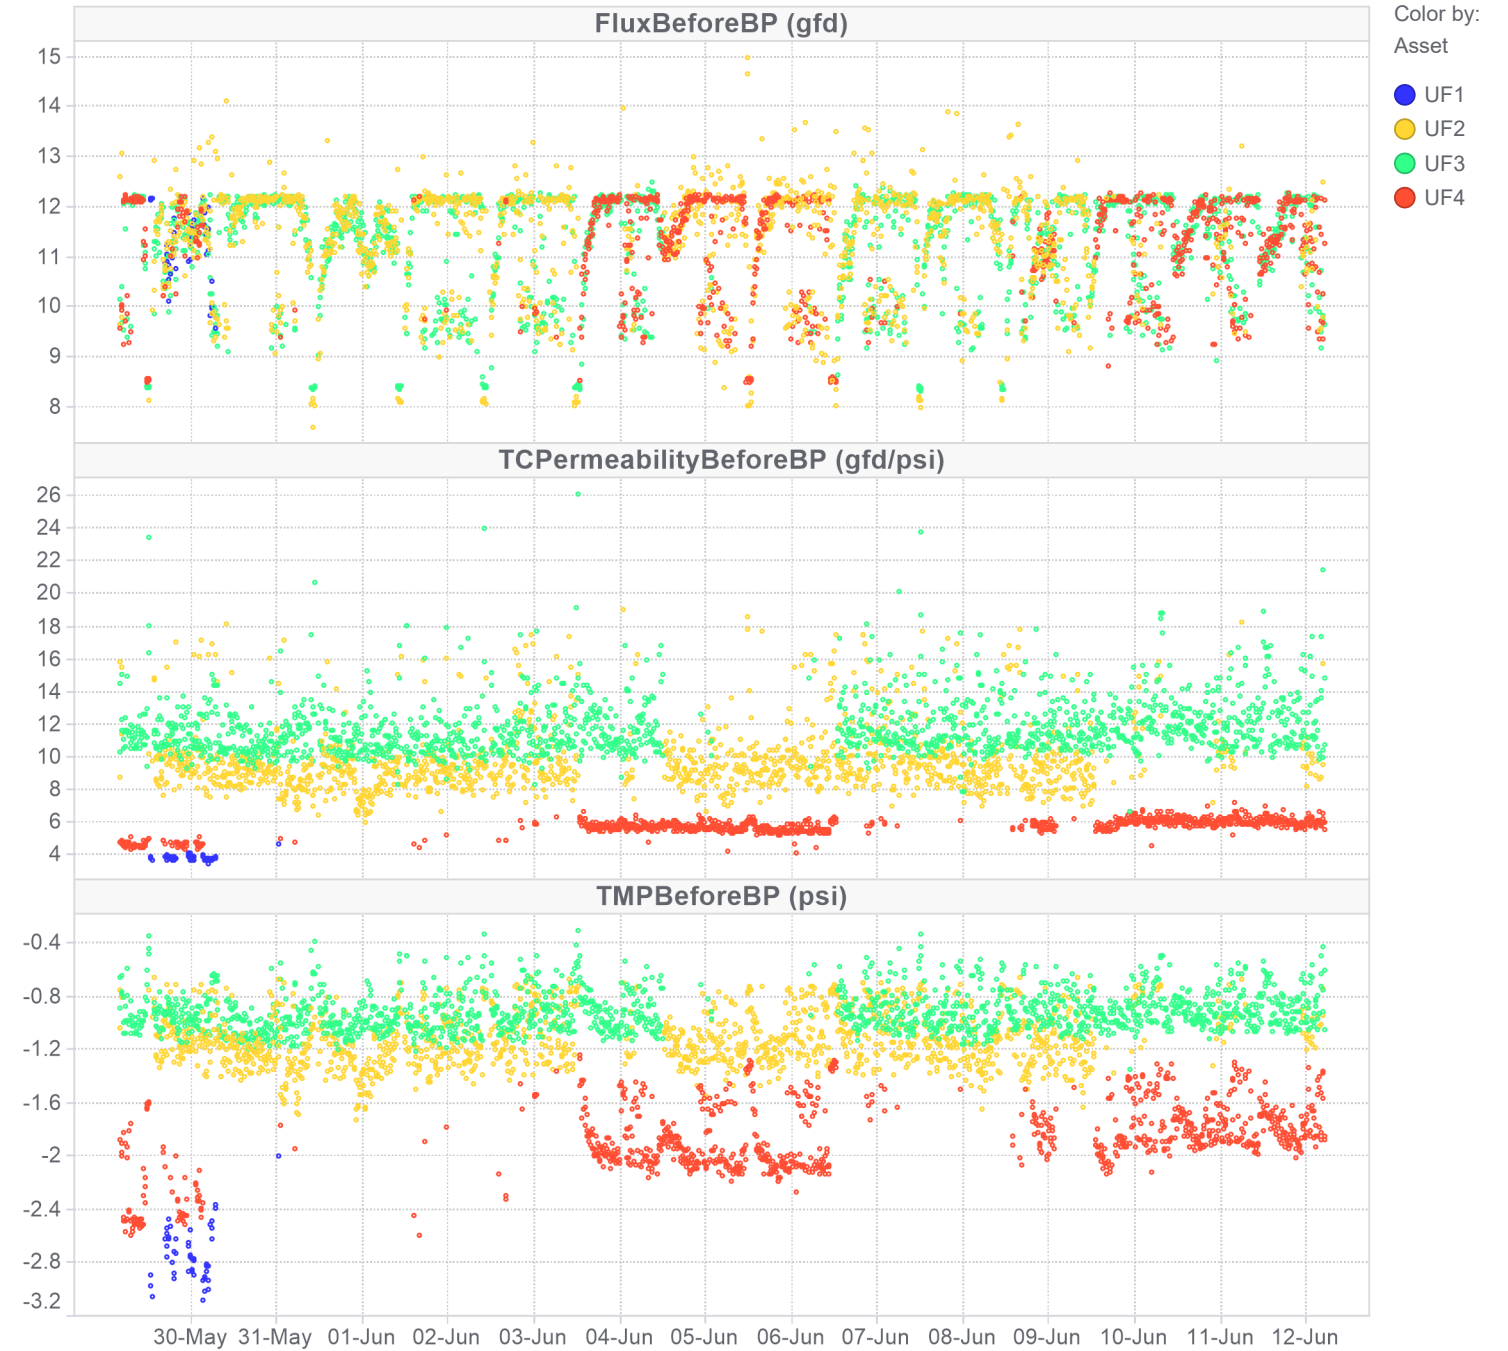 FluxBeforeBP (gfd)
Color by:
Asset
UF1
UF2
UF3
UF4
15
14
13
12
11
10
9
8
TCPermeabilityBeforeBP (gfd/psi)
26
24
22
20
18
16
14
12
10
8
6
4
TMPBeforeBP (psi)
-0.4
-0.8
-1.2
-1.6
-2
-2.4
-2.8
-3.2
30-May 31-May 01-Jun 02-Jun 03-Jun 04-Jun 05-Jun 06-Jun 07-Jun 08-Jun 09-Jun 10-Jun 11-Jun 12-Jun